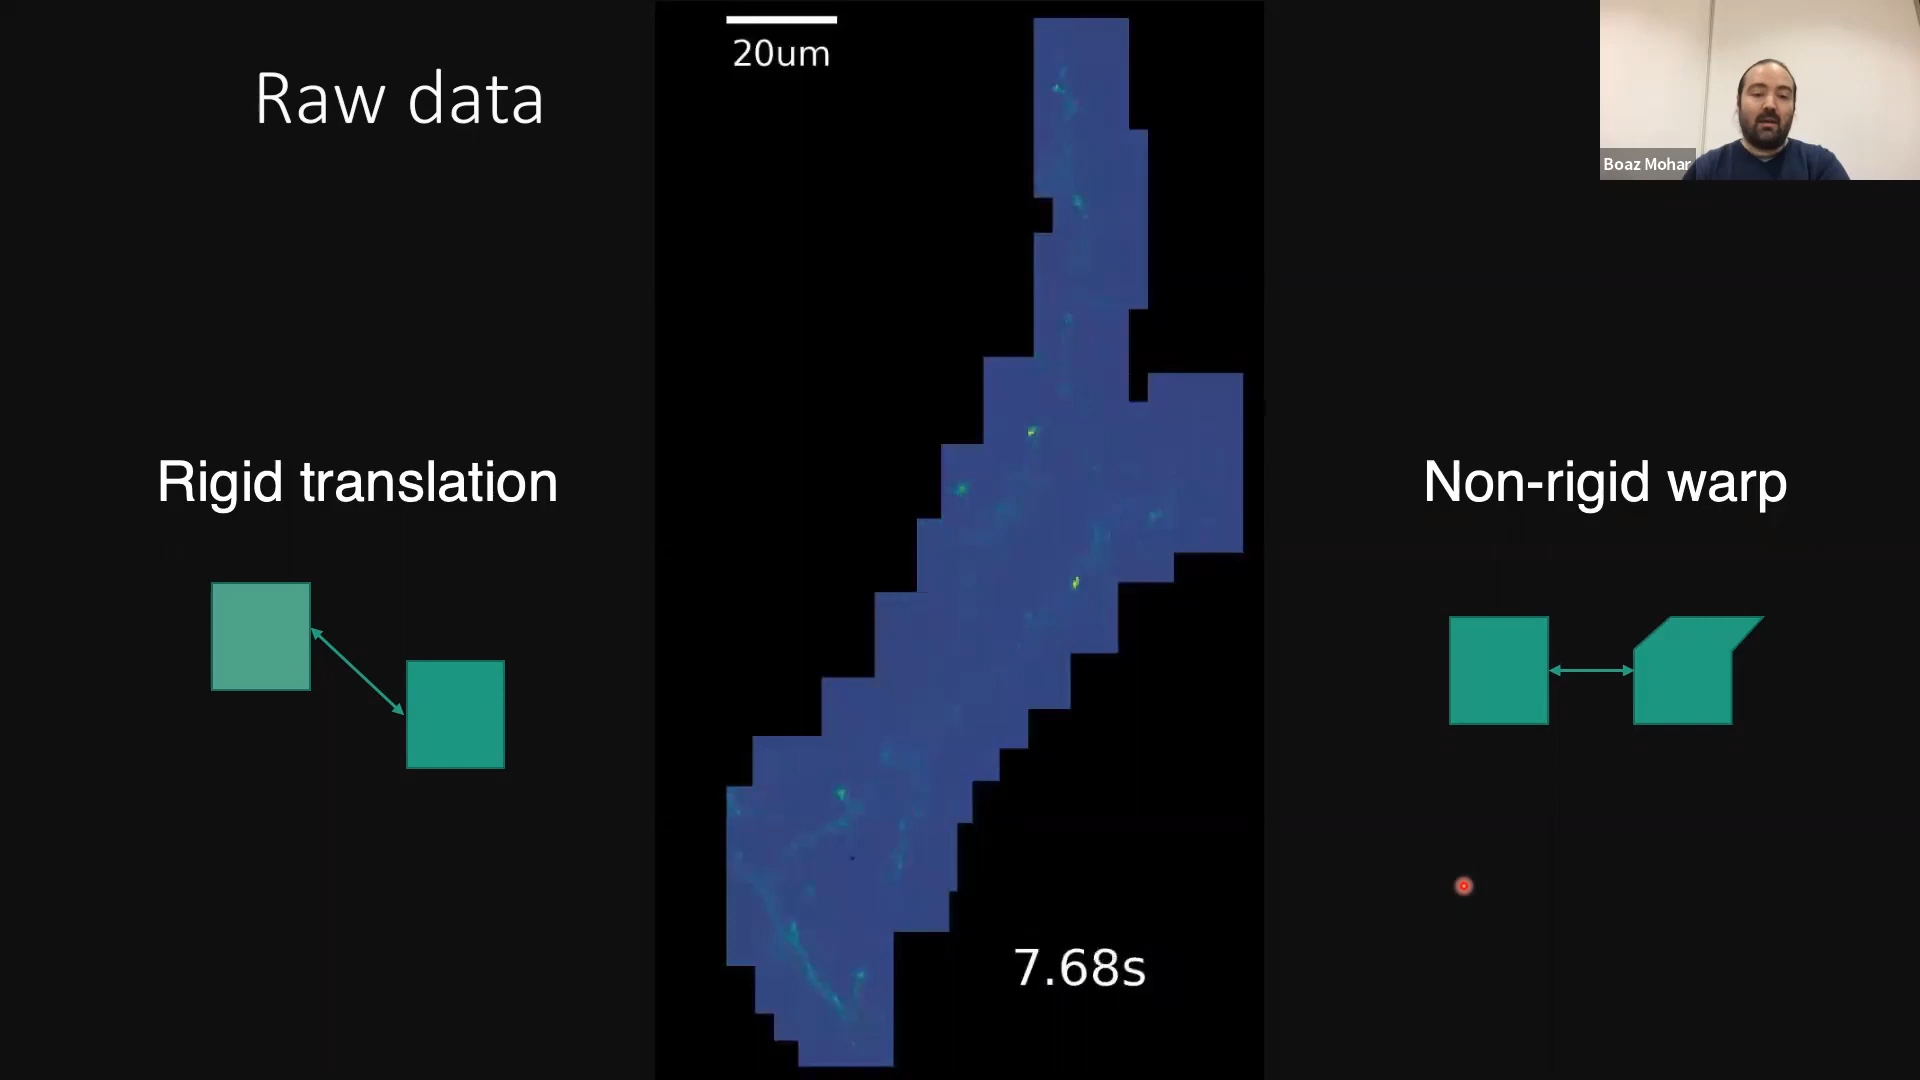 20um
Raw data
Boaz Mohar
Rigid translation
Non-rigid warp
7.68s